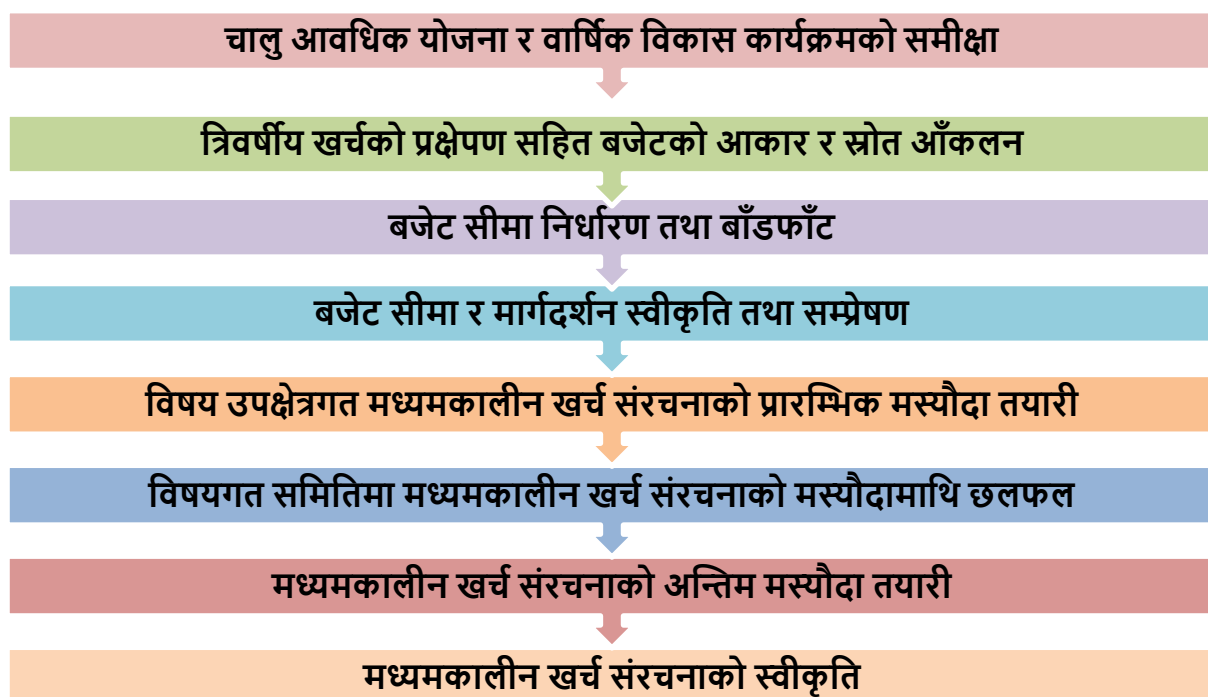 चालु आवधिक योजना र वार्षिक विकास कार्यक्रमको समीक्षा
त्रिवर्षीय खर्चको प्रक्षेपण सहित बजेटको आकार र स्रोत आँकलन
बजेट सीमा निर्धारण तथा बाँडफाँट
बजेट सीमा र मार्गदर्शन स्वीकृति तथा सम्प्रेषण
विषय उपक्षेत्रगत मध्यमकालीन खर्च संरचनाको प्रारम्भिक मस्यौदा तयारी
विषयगत समितिमा मध्यमकालीन खर्च संरचनाको मस्यौदामाथि छलफल
मध्यमकालीन खर्च संरचनाको अन्तिम मस्यौदा तयारी
मध्यमकालीन खर्च संरचनाको स्वीकृति